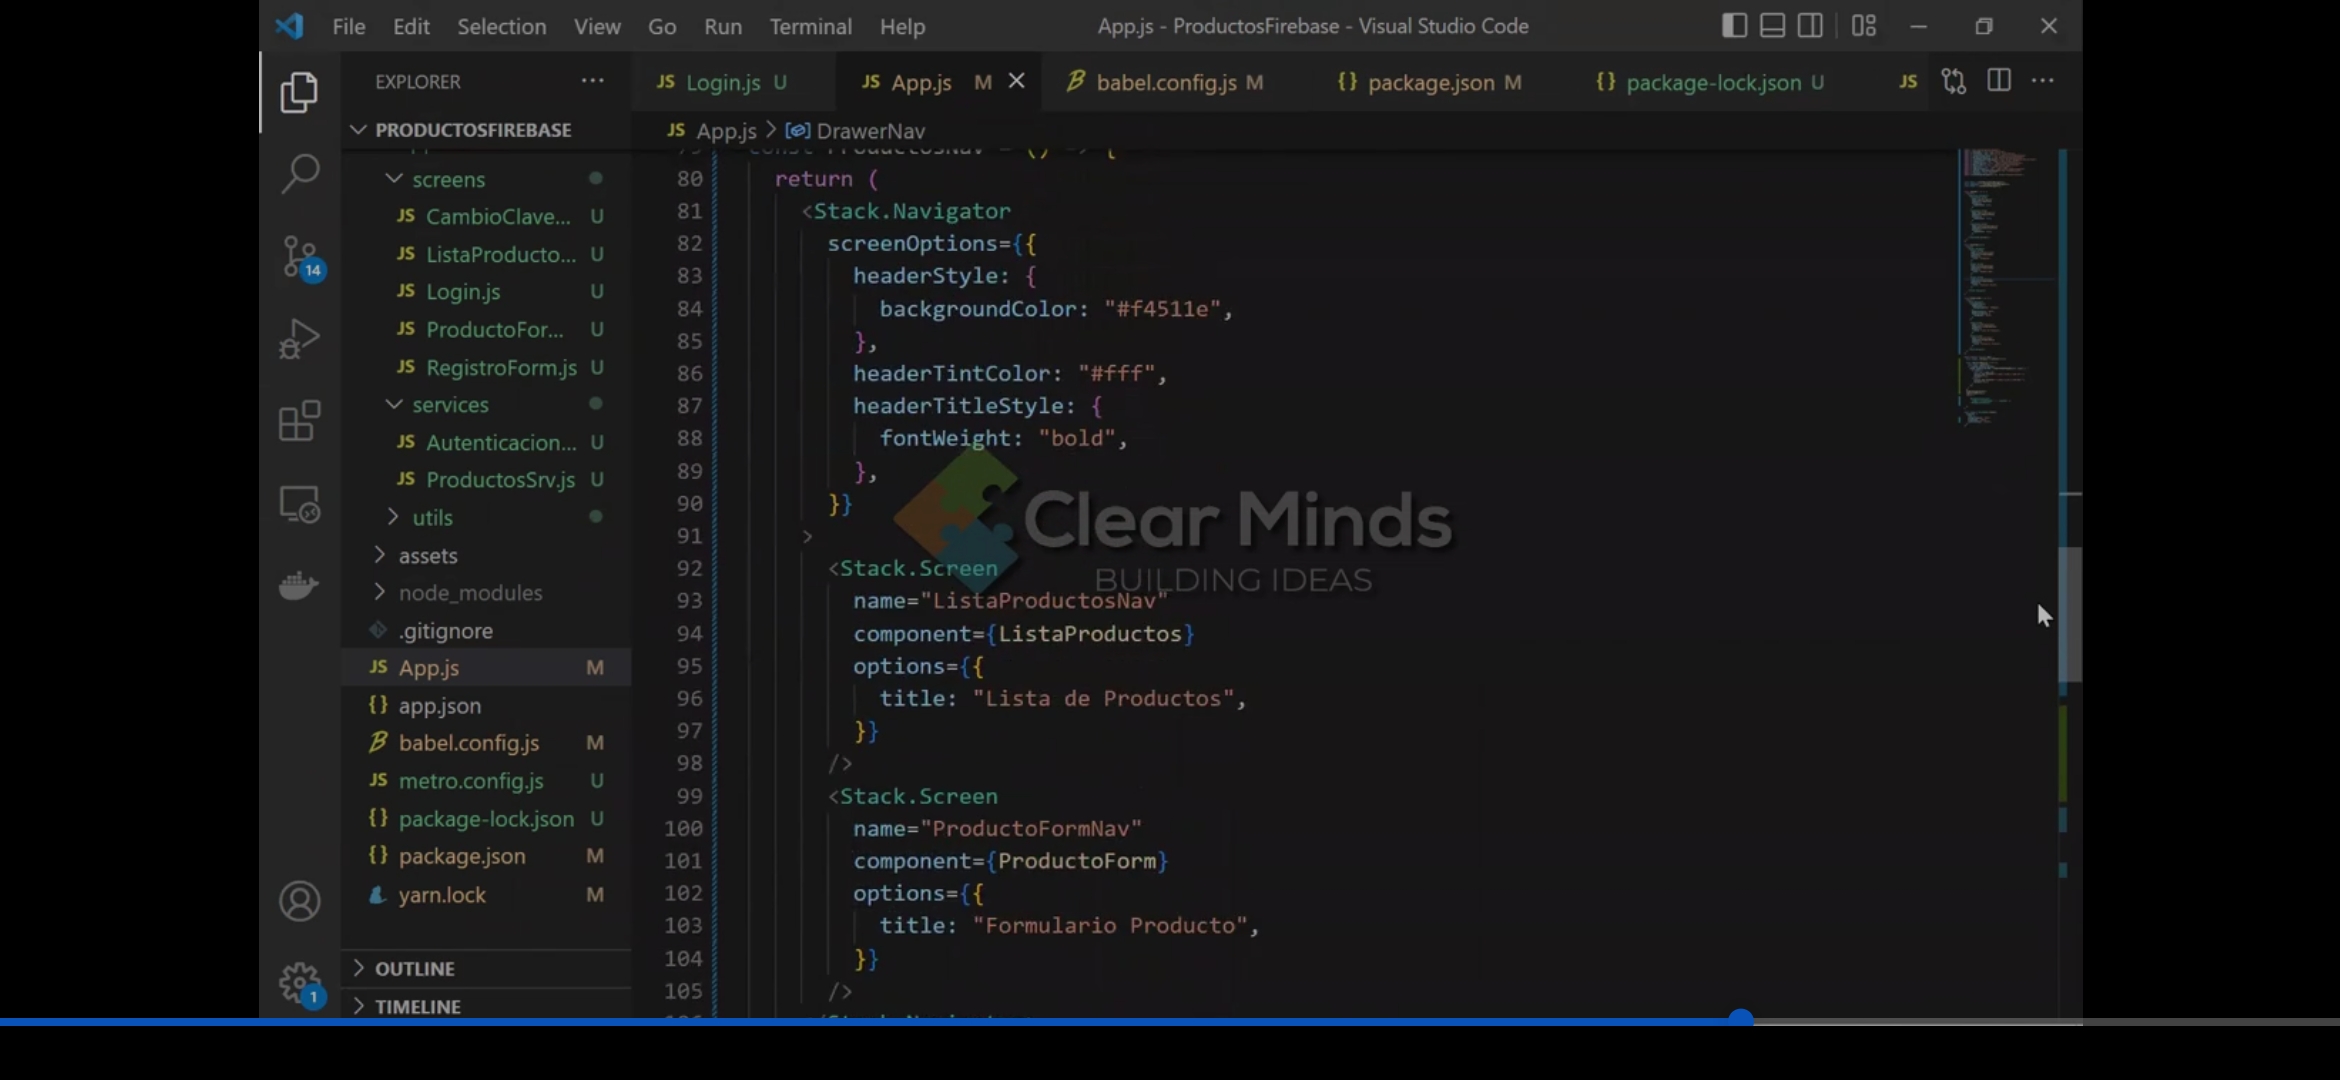 File Edit Selection View Go Run Terminal Help
App.js - ProductosFirebase - Visual Studio Code
EXPLORER
JS Login.js U
JS App.js M
babel.config.js M
{} package.json M
{} package-lock.json U
JS
PRODUCTOSFIREBASE
JS App.js > DrawerNav
screens
JS CambioClave... U
JS ListaProducto... U
JS Login.js U
JS ProductoFor... U
JS RegistroForm.js U
services
JS Autenticacion... U
JS ProductosSrv.js U
utils
assets
node_modules
.gitignore
JS App.js M
{} app.json
babel.config.js M
JS metro.config.js U
{} package-lock.json U
{} package.json M
yarn.lock M
OUTLINE
TIMELINE
14
1
const ProductosNav = () => {
80 return (
81 <Stack.Navigator
82 screenOptions={{
83 headerStyle: {
84 backgroundColor: "#f4511e",
85 },
86 headerTintColor: "#fff",
87 headerTitleStyle: {
88 fontWeight: "bold",
89 },
90 }}
91 >
92 <Stack.Screen
93 name="ListaProductosNav"
94 component={ListaProductos}
95 options={{
96 title: "Lista de Productos",
97 }}
98 />
99 <Stack.Screen
100 name="ProductoFormNav"
101 component={ProductoForm}
102 options={{
103 title: "Formulario Producto",
104 }}
105 />
Clear Minds
BUILDING IDEAS